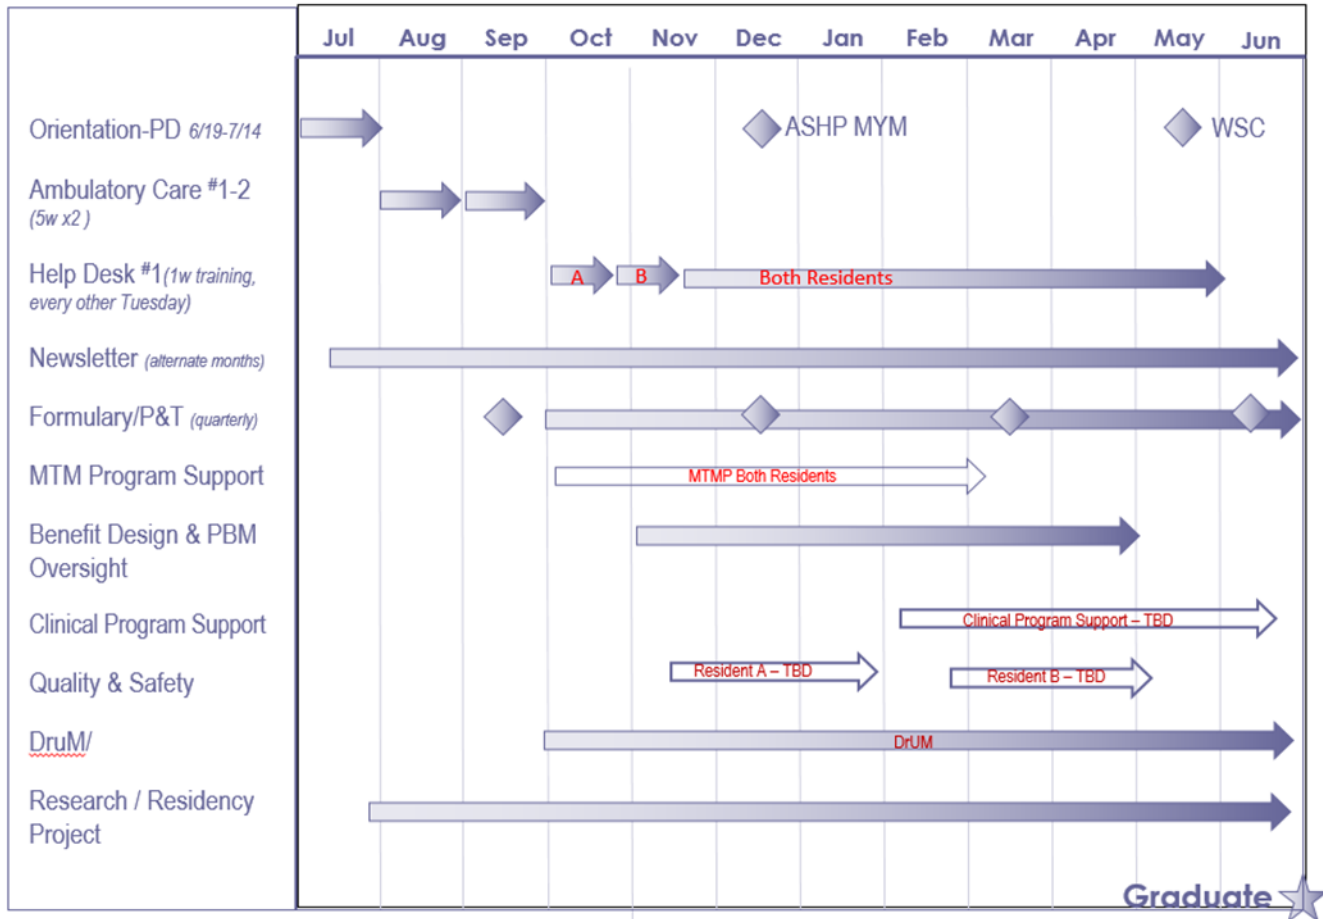 Jul Aug Sep Oct Nov Dec Jan Feb Mar Apr May Jun
Orientation-PD 6/19-7/14
ASHP MYM
WSC
Ambulatory Care #1-2
(5w x2 )
Help Desk #1(1w training,
every other Tuesday)
A
B
Both Residents
Newsletter (alternate months)
Formulary/P&T (quarterly)
MTM Program Support
MTMP Both Residents
Benefit Design & PBM
Oversight
Clinical Program Support
Clinical Program Support – TBD
Quality & Safety
Resident A – TBD
Resident B – TBD
DruM/
DrUM
Research / Residency
Project
Graduate